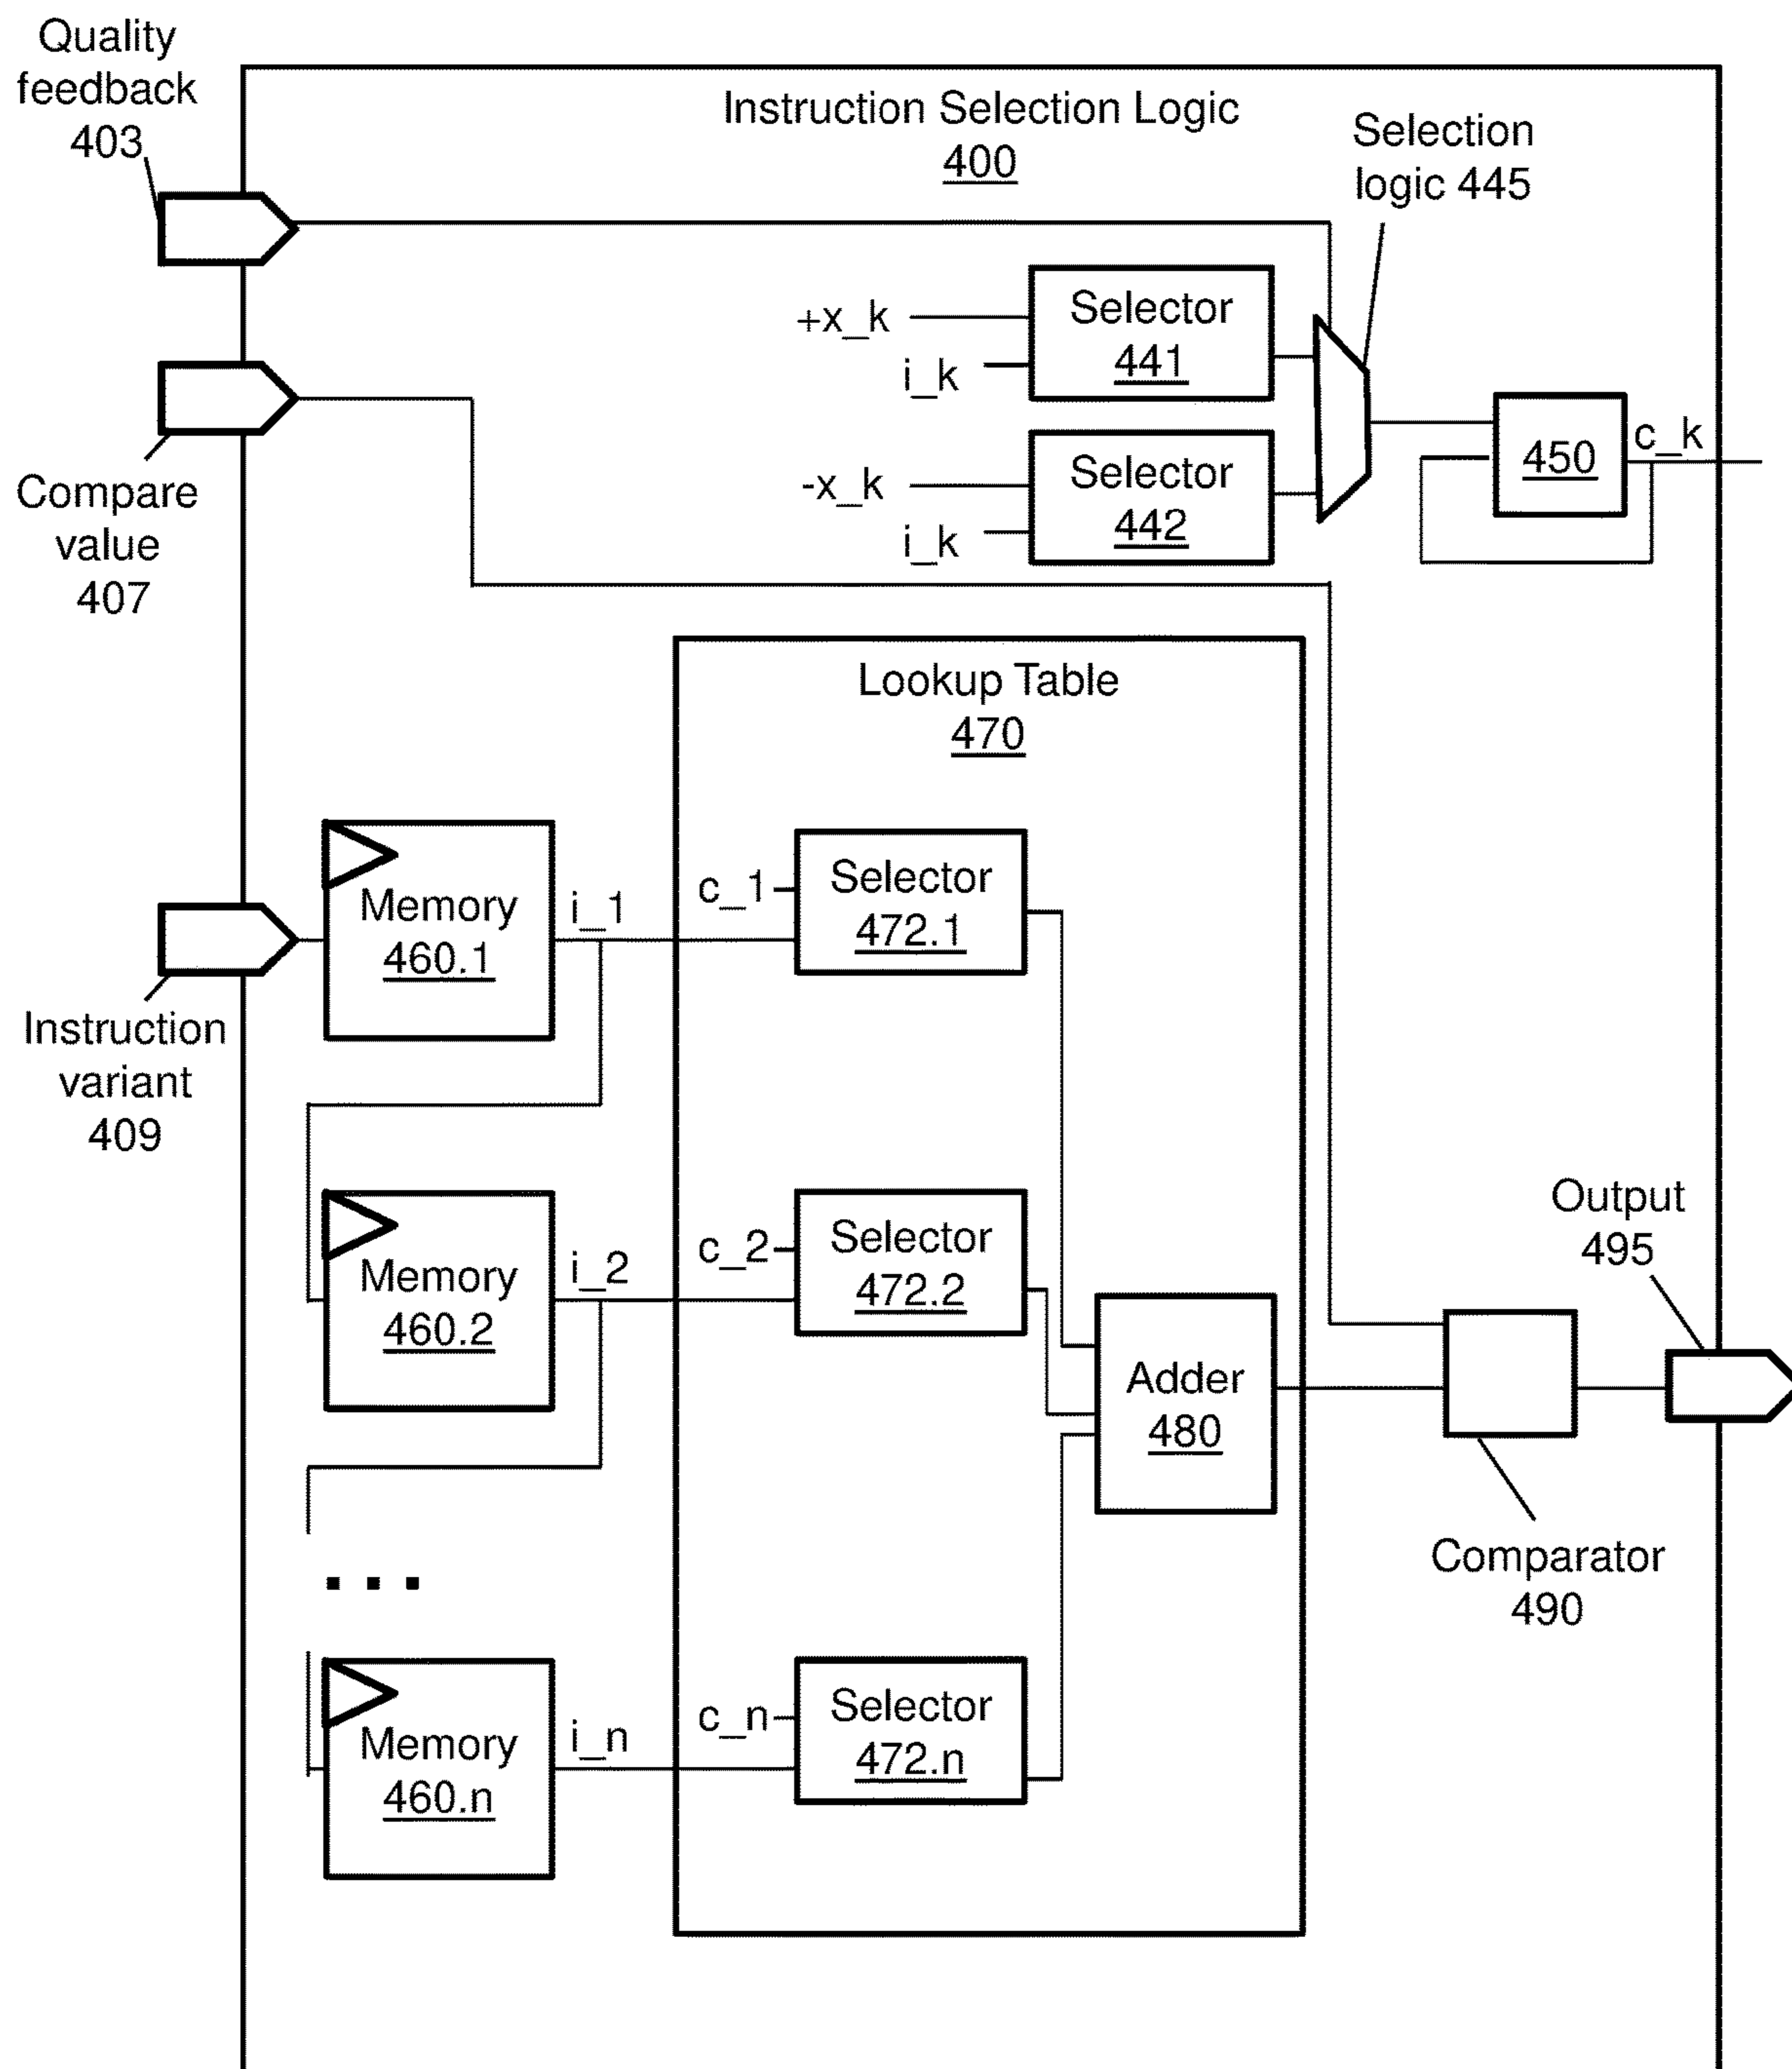 Quality
feedback
403
Instruction Selection Logic
400
Selection
logic 445
+x_k
i_k
Selector
441
-x_k
i_k
Selector
442
450
c_k
Compare
value
407
Lookup Table
470
Instruction
variant
409
Memory
460.1
i_1
c_1
Selector
472.1
Memory
460.2
i_2
c_2
Selector
472.2
Adder
480
Output
495
Comparator
490
...
Memory
460.n
i_n
c_n
Selector
472.n